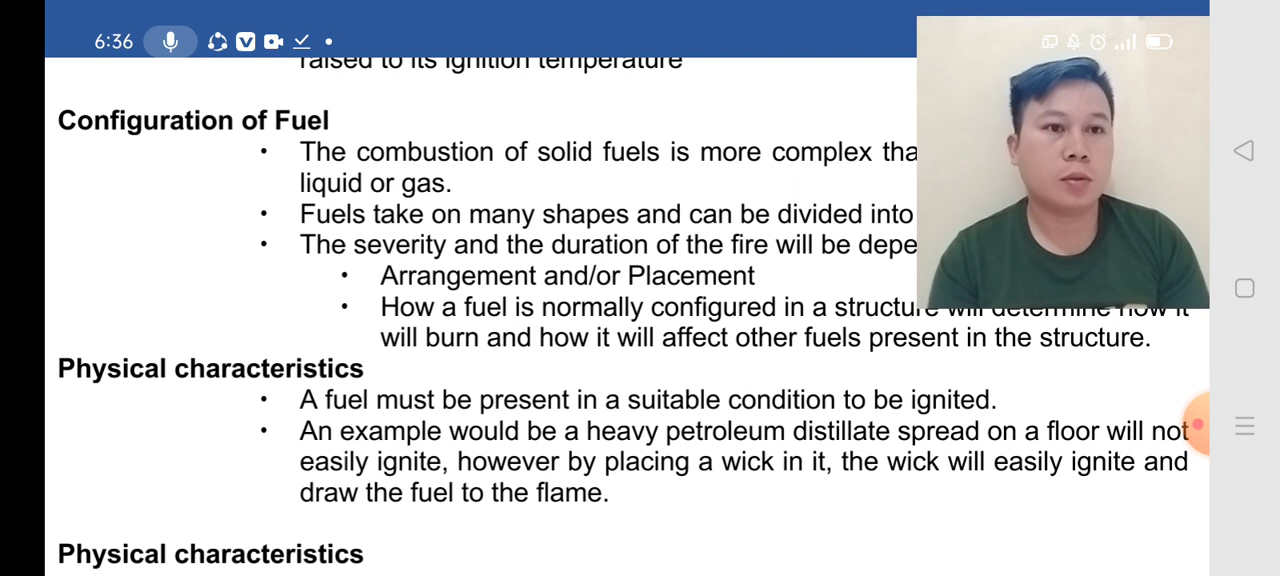 6:36
raised to its ignition temperature
Configuration of Fuel
• The combustion of solid fuels is more complex
liquid or gas.
• Fuels take on many shapes and can be divided into
• The severity and the duration of the fire will be
• Arrangement and/or Placement
• How a fuel is normally configured in a structure will determine how it
will burn and how it will affect other fuels present in the structure.
Physical characteristics
• A fuel must be present in a suitable condition to be ignited.
• An example would be a heavy petroleum distillate spread on a floor will not
easily ignite, however by placing a wick in it, the wick will easily ignite and
draw the fuel to the flame.
Physical characteristics